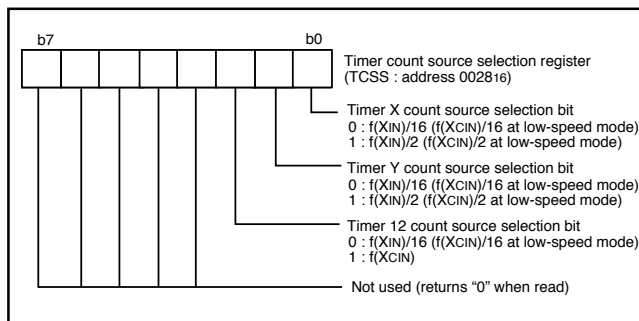 b7 b0
Timer count source selection register
(TCSS : address 002816)
Timer X count source selection bit
0 : f(XIN)/16 (f(XCIN)/16 at low-speed mode)
1 : f(XIN)/2 (f(XCIN)/2 at low-speed mode)
Timer Y count source selection bit
0 : f(XIN)/16 (f(XCIN)/16 at low-speed mode)
1 : f(XIN)/2 (f(XCIN)/2 at low-speed mode)
Timer 12 count source selection bit
0 : f(XIN)/16 (f(XCIN)/16 at low-speed mode)
1 : f(XCIN)
Not used (returns “0” when read)